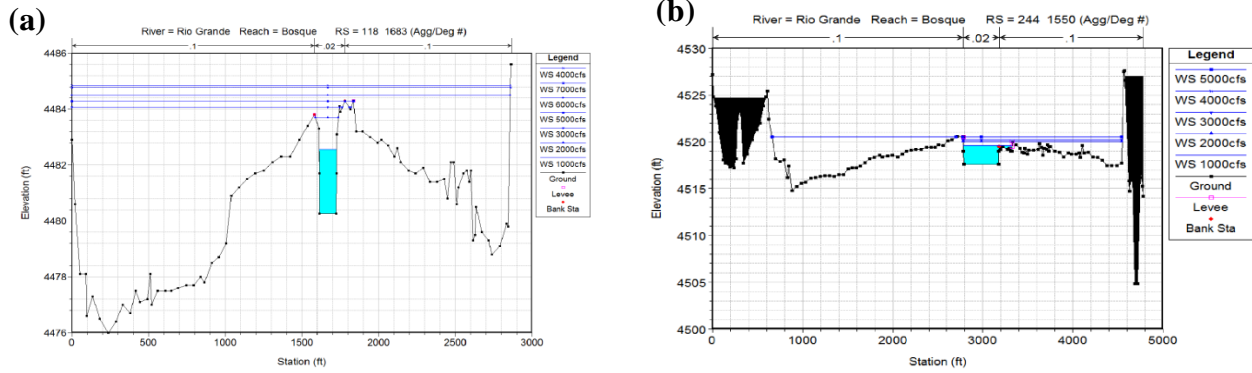 (a)
River = Rio Grande Reach = Bosque RS = 118 1683 (Agg/Deg #)
.1 .02 .1
4486
4484
4482
4480
4478
4476
Elevation (ft)
0 500 1000 1500 2000 2500 3000
Station (ft)
Legend
WS 4000cfs
WS 7000cfs
WS 6000cfs
WS 5000cfs
WS 3000cfs
WS 2000cfs
WS 1000cfs
Ground
Levee
Bank Sta
(b)
River = Rio Grande Reach = Bosque RS = 244 1550 (Agg/Deg #)
.1 .02 .1
4530
4525
4520
4515
4510
4505
4500
Elevation (ft)
0 1000 2000 3000 4000 5000
Station (ft)
Legend
WS 5000cfs
WS 4000cfs
WS 3000cfs
WS 2000cfs
WS 1000cfs
Ground
Levee
Bank Sta